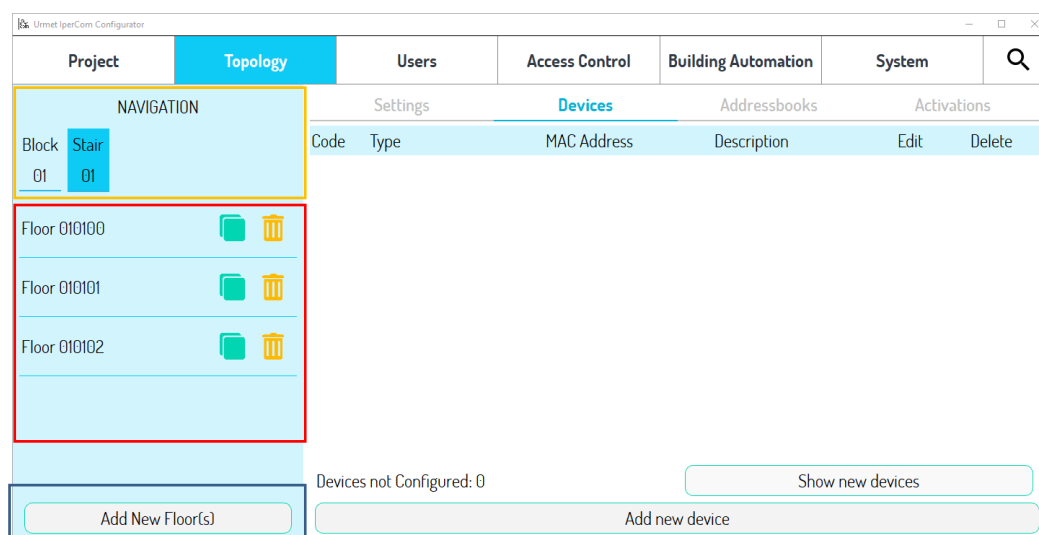 Urmet IperCom Configurator
Project Topology Users Access Control Building Automation System
NAVIGATION
Settings Devices Addressbooks Activations
Block Stair
01 01
Code Type MAC Address Description Edit Delete
Floor 010100
Floor 010101
Floor 010102
Devices not Configured: 0
Show new devices
Add New Floor(s)
Add new device